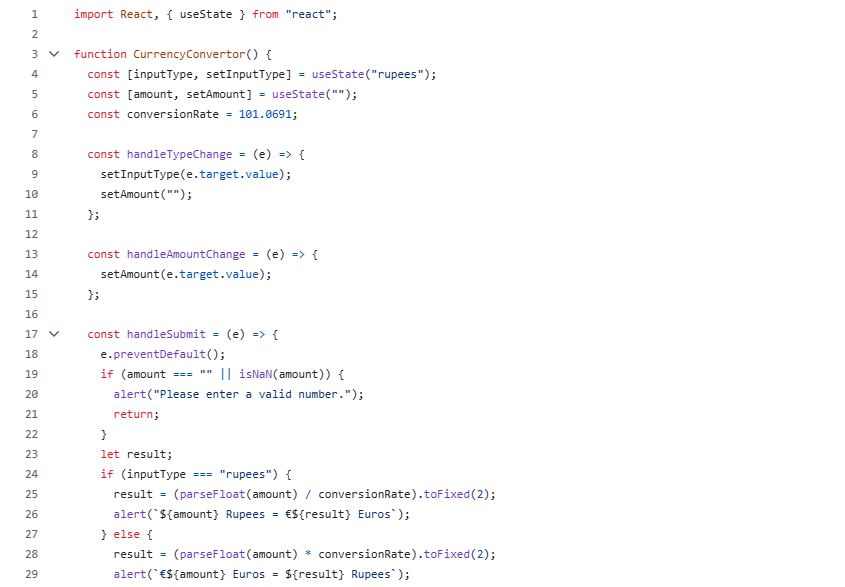 1 import React, { useState } from "react";
2
3 function CurrencyConvertor() {
4 const [inputType, setInputType] = useState("rupees");
5 const [amount, setAmount] = useState("");
6 const conversionRate = 101.0691;
7
8 const handleTypeChange = (e) => {
9 setInputType(e.target.value);
10 setAmount("");
11 };
12
13 const handleAmountChange = (e) => {
14 setAmount(e.target.value);
15 };
16
17 const handleSubmit = (e) => {
18 e.preventDefault();
19 if (amount === "" || isNaN(amount)) {
20 alert("Please enter a valid number.");
21 return;
22 }
23 let result;
24 if (inputType === "rupees") {
25 result = (parseFloat(amount) / conversionRate).toFixed(2);
26 alert(`${amount} Rupees = €${result} Euros`);
27 } else {
28 result = (parseFloat(amount) * conversionRate).toFixed(2);
29 alert(`€${amount} Euros = ${result} Rupees`);